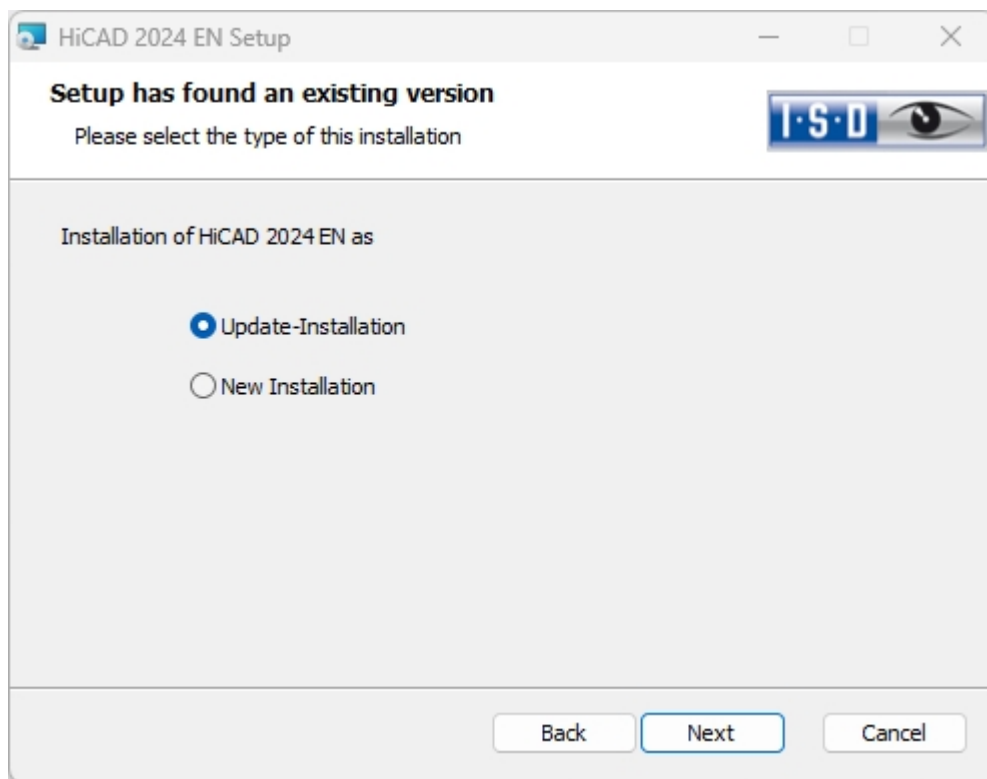 HiCAD 2024 EN Setup
Setup has found an existing version
Please select the type of this installation
I·S·D
Installation of HiCAD 2024 EN as
Update-Installation
New Installation
Back Next Cancel